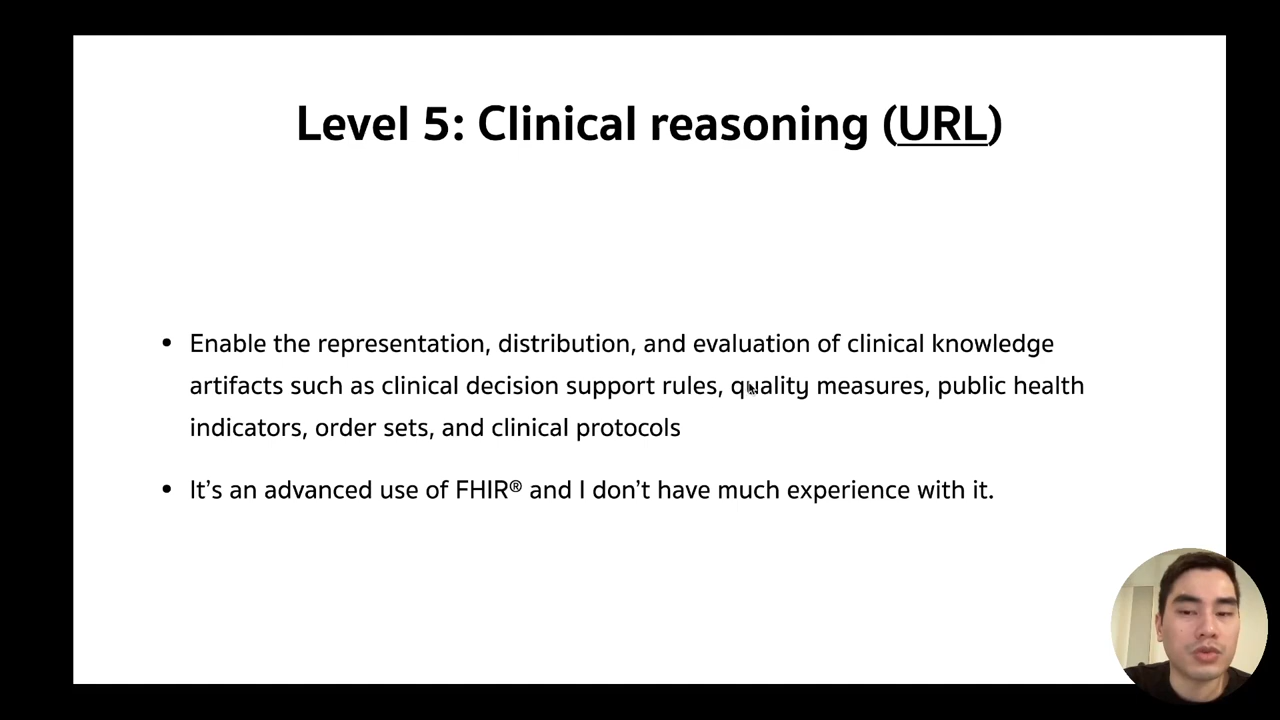 Level 5: Clinical reasoning (URL)
• Enable the representation, distribution, and evaluation of clinical knowledge
artifacts such as clinical decision support rules, quality measures, public health
indicators, order sets, and clinical protocols
• It’s an advanced use of FHIR® and I don’t have much experience with it.